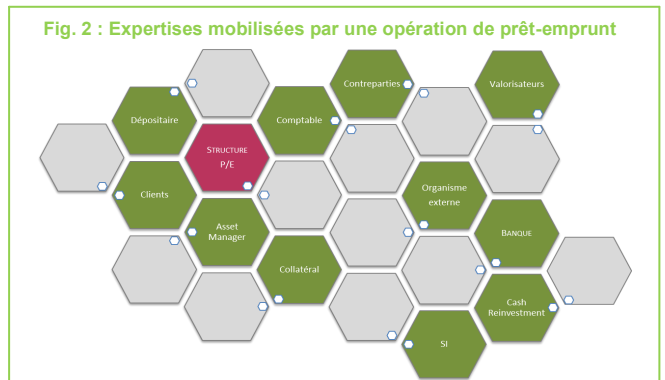 Fig. 2 : Expertises mobilisées par une opération de prêt-emprunt
Contreparties
Valorisateurs
Dépositaire
Comptable
STRUCTURE
P/E
Clients
Organisme
externe
Asset
Manager
BANQUE
Collatéral
Cash
Reinvestment
SI